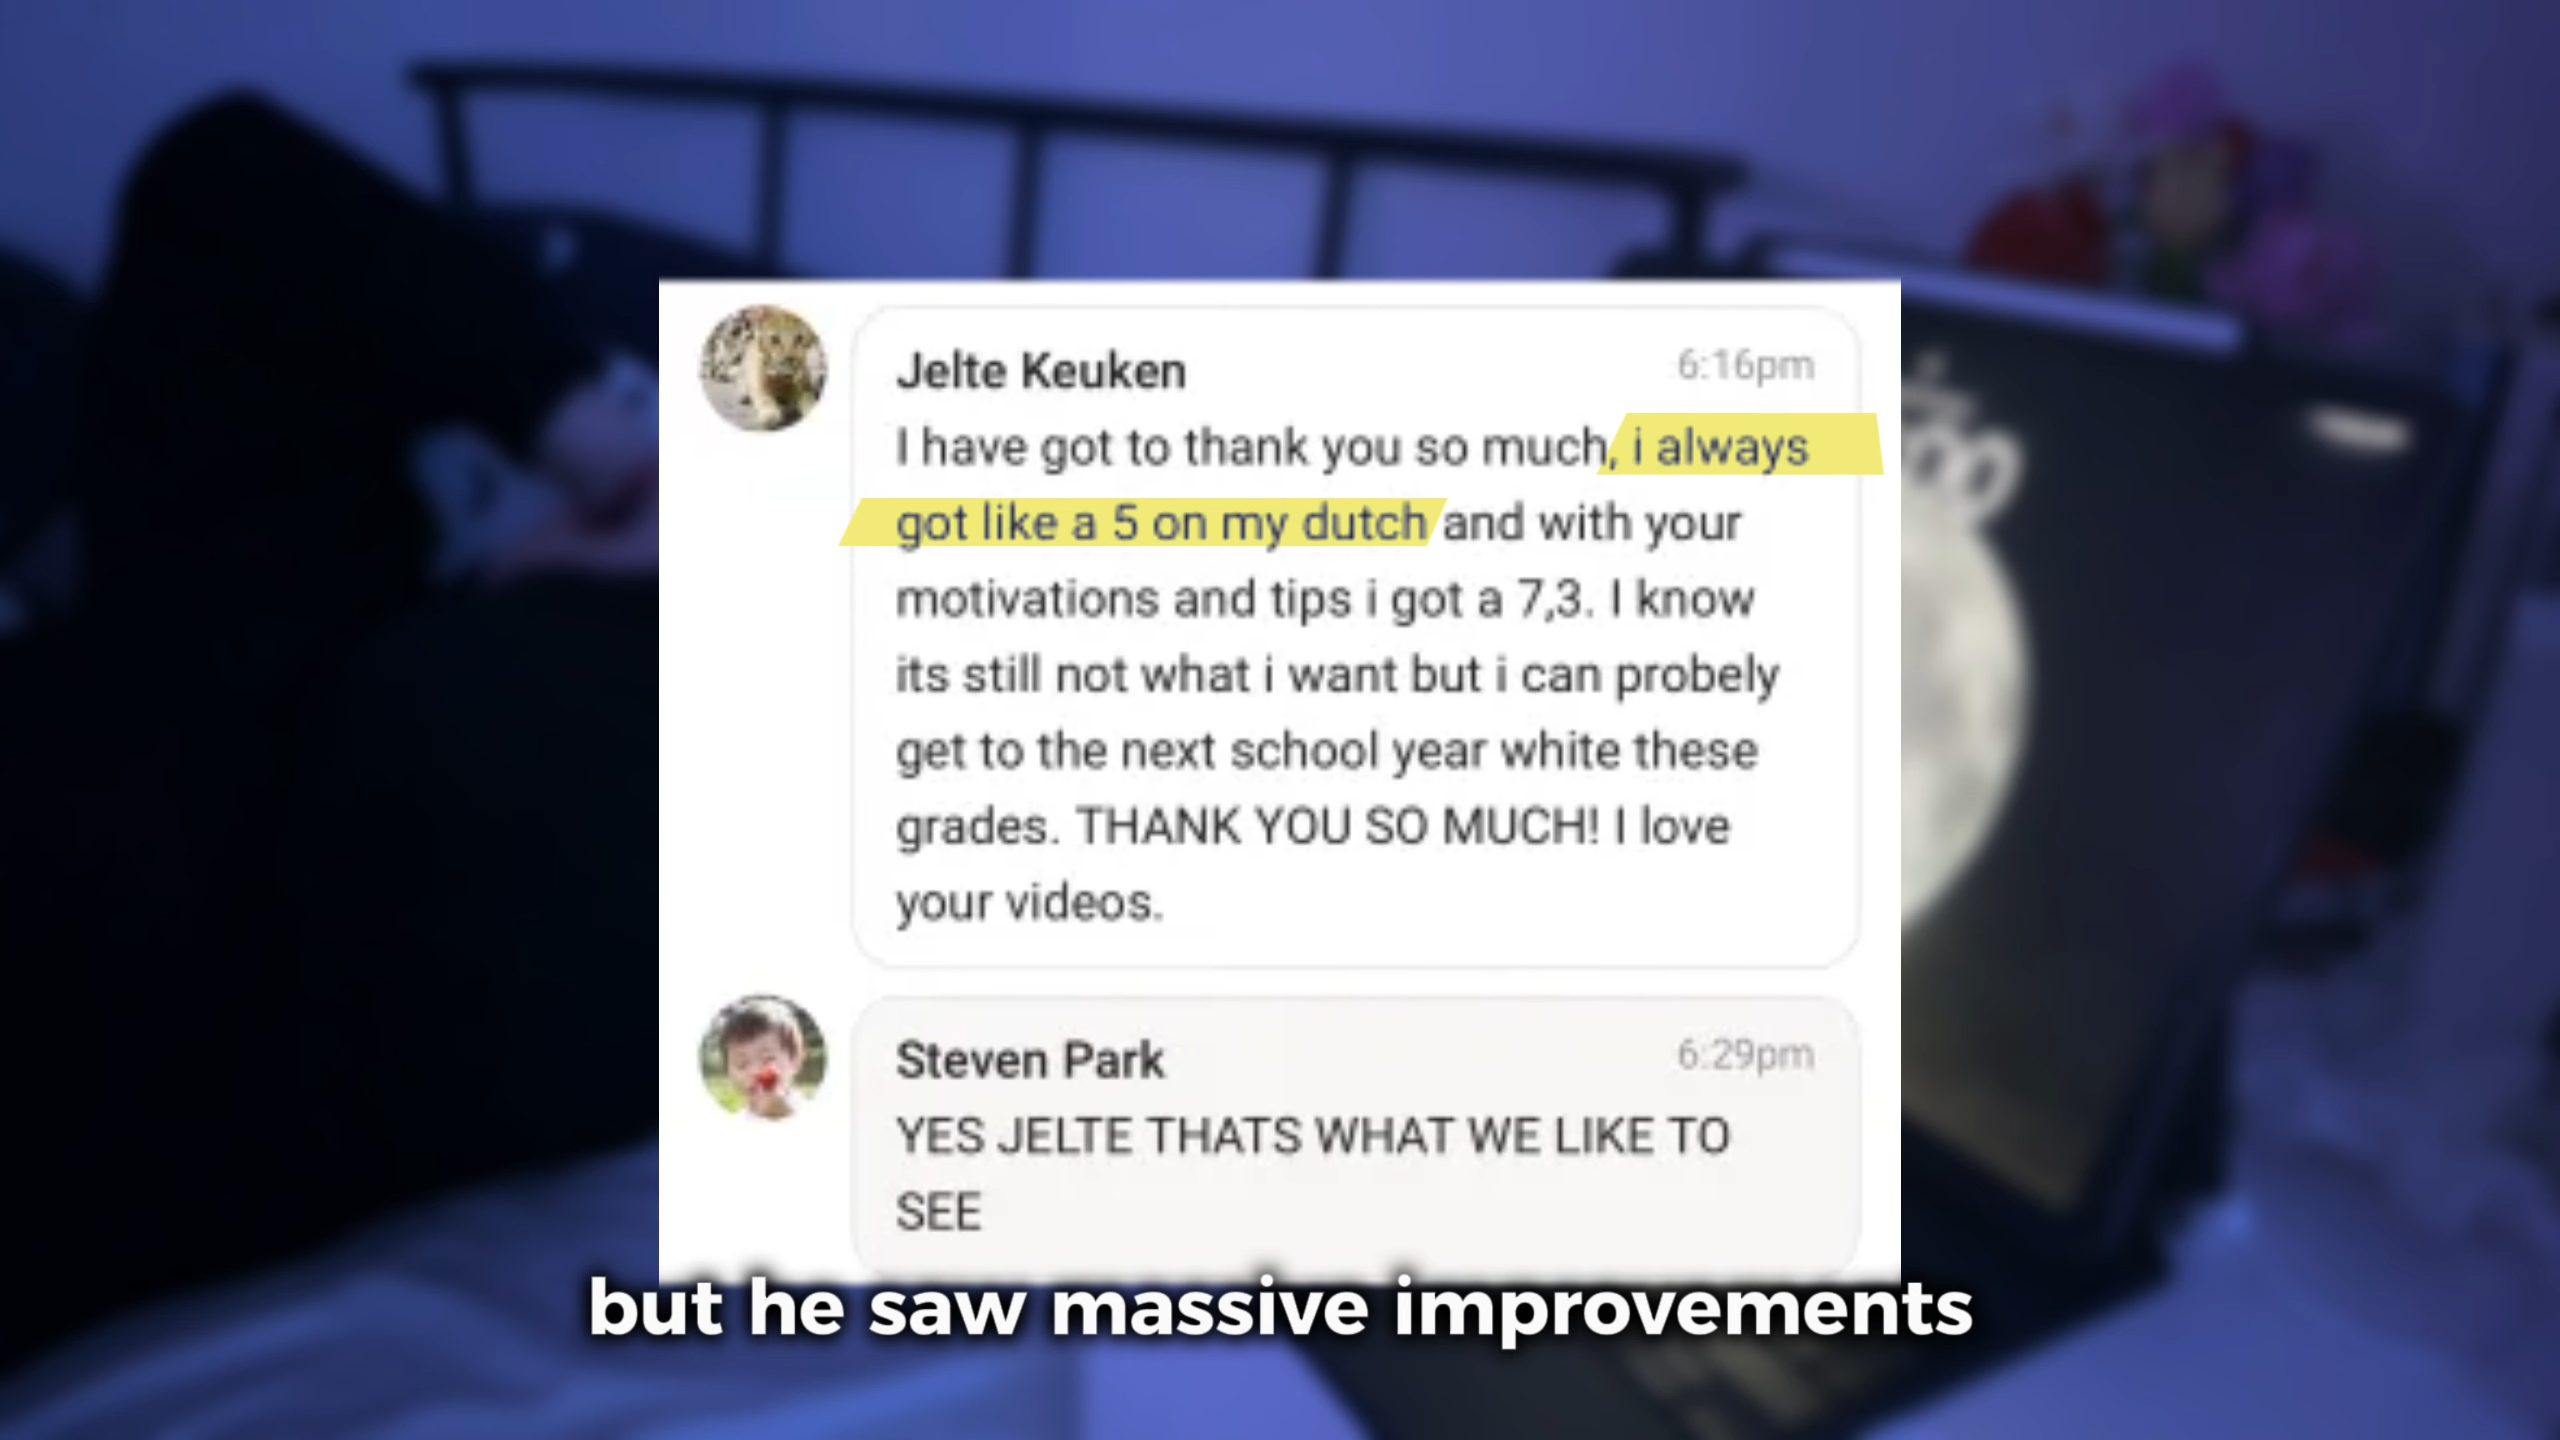 Jelte Keuken
6:16pm
I have got to thank you so much, i always
got like a 5 on my dutch and with your
motivations and tips i got a 7,3. I know
its still not what i want but i can probely
get to the next school year white these
grades. THANK YOU SO MUCH! I love
your videos.
Steven Park
6:29pm
YES JELTE THATS WHAT WE LIKE TO
SEE
but he saw massive improvements